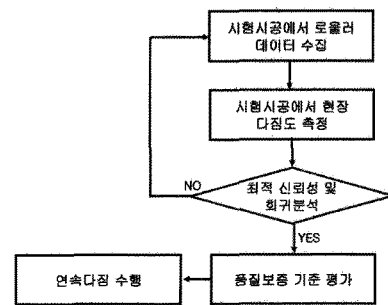 시험시공에서 로울러
데이터 수집
시험시공에서 현장
다짐도 측정
최적 신뢰성 및
회귀분석
NO
YES
품질보증 기준 평가
연속다짐 수행